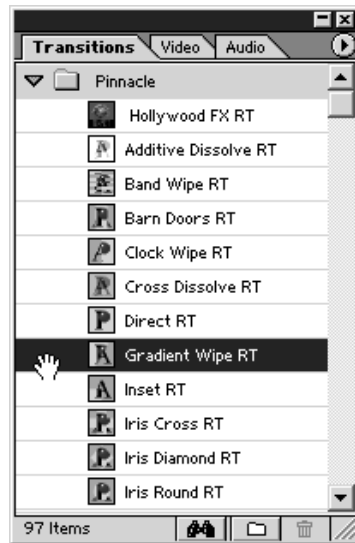 Transitions Video Audio
Pinnacle
Hollywood FX RT
Additive Dissolve RT
Band Wipe RT
Barn Doors RT
Clock Wipe RT
Cross Dissolve RT
Direct RT
Gradient Wipe RT
Inset RT
Iris Cross RT
Iris Diamond RT
Iris Round RT
97 Items